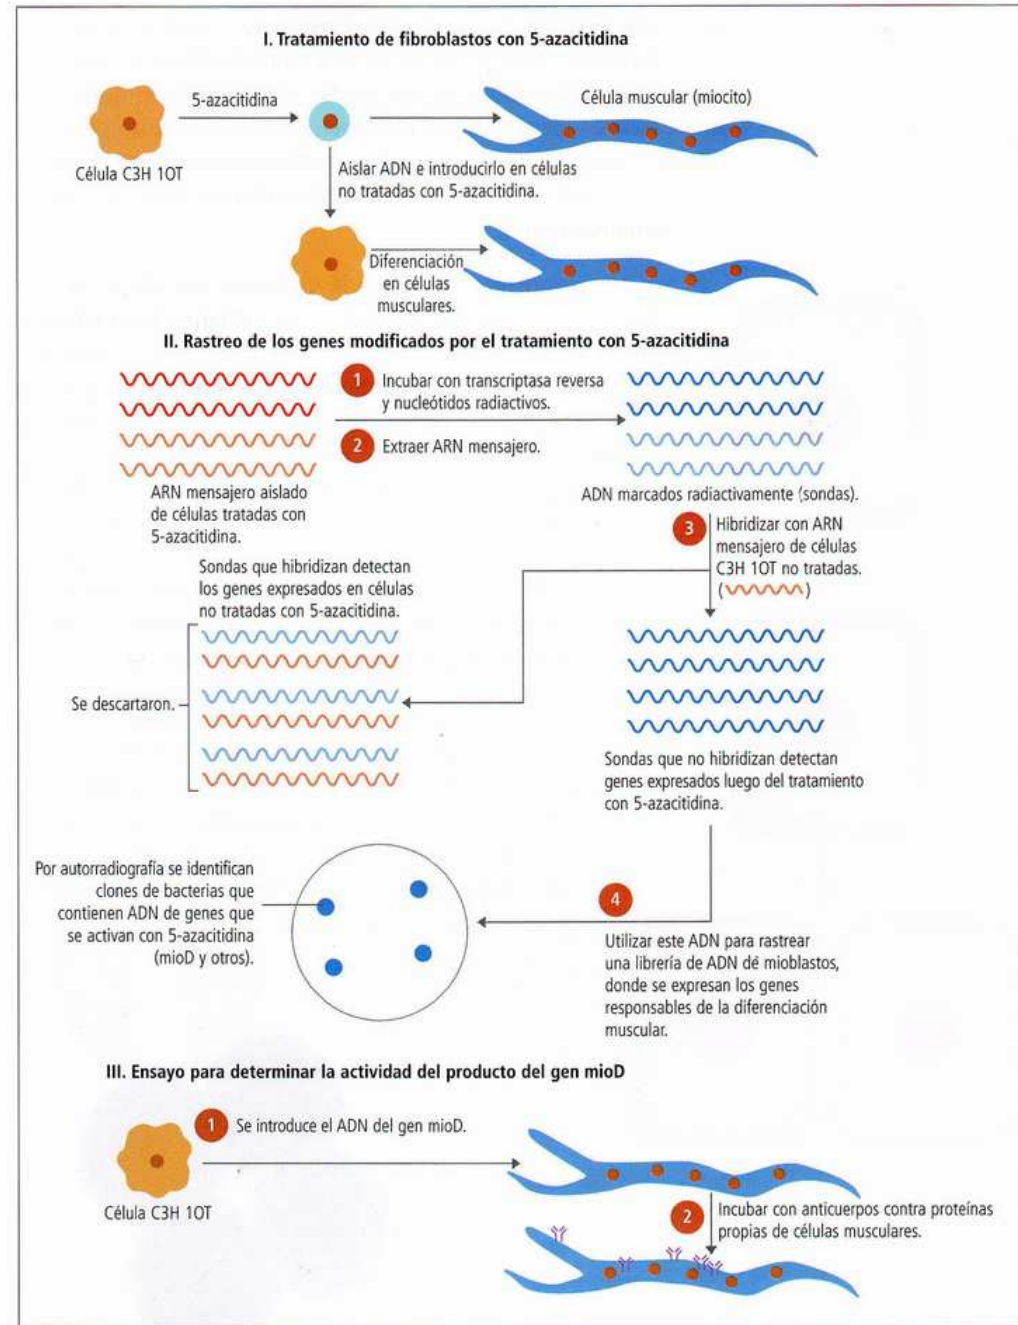 I. Tratamiento de fibroblastos con 5-azacitidina
5-azacitidina
Célula muscular (miocito)
Célula C3H 1OT
Aislar ADN e introducirlo en células
no tratadas con 5-azacitidina.
Diferenciación
en células
musculares.
II. Rastreo de los genes modificados por el tratamiento con 5-azacitidina
1
Incubar con transcriptasa reversa
y nucleótidos radiactivos.
2
Extraer ARN mensajero.
ARN mensajero aislado
de células tratadas con
5-azacitidina.
ADN marcados radiactivamente (sondas).
3
Hibridizar con ARN
mensajero de células
C3H 1OT no tratadas.
( )
Sondas que hibridizan detectan
los genes expresados en células
no tratadas con 5-azacitidina.
Se descartaron.
Sondas que no hibridizan detectan
genes expresados luego del tratamiento
con 5-azacitidina.
Por autorradiografía se identifican
clones de bacterias que
contienen ADN de genes que
se activan con 5-azacitidina
(mioD y otros).
4
Utilizar este ADN para rastrear
una librería de ADN dé mioblastos,
donde se expresan los genes
responsables de la diferenciación
muscular.
III. Ensayo para determinar la actividad del producto del gen mioD
1
Se introduce el ADN del gen mioD.
Célula C3H 1OT
2
Incubar con anticuerpos contra proteínas
propias de células musculares.